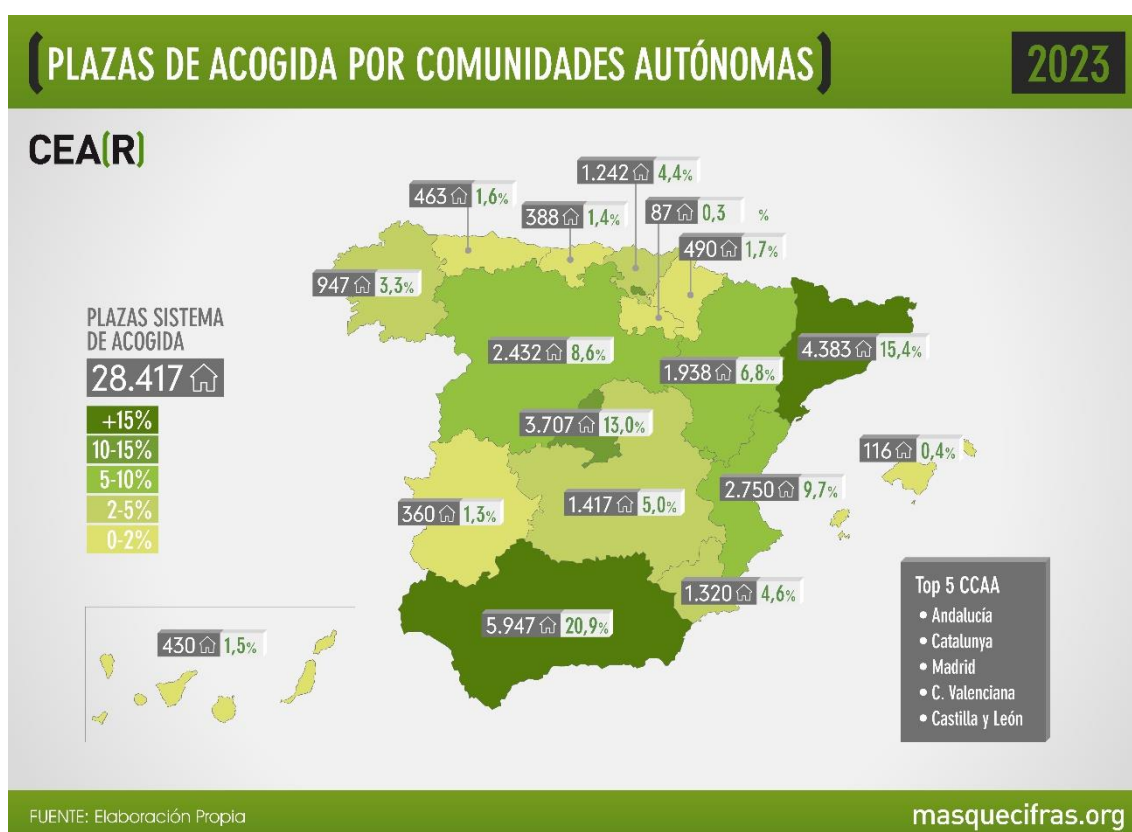 (PLAZAS DE ACOGIDA POR COMUNIDADES AUTÓNOMAS)
2023
CEA(R)
1.242 4,4%
463 1,6%
388 1,4%
87 0,3 %
490 1,7%
947 3,3%
PLAZAS SISTEMA
DE ACOGIDA
28.417
+15%
10-15%
5-10%
2-5%
0-2%
2.432 8,6%
1.938 6,8%
4.383 15,4%
3.707 13,0%
116 0,4%
2.750 9,7%
1.417 5,0%
360 1,3%
1.320 4,6%
5.947 20,9%
430 1,5%
Top 5 CCAA
• Andalucía
• Catalunya
• Madrid
• C. Valenciana
• Castilla y León
FUENTE: Elaboración Propia
masquecifras.org